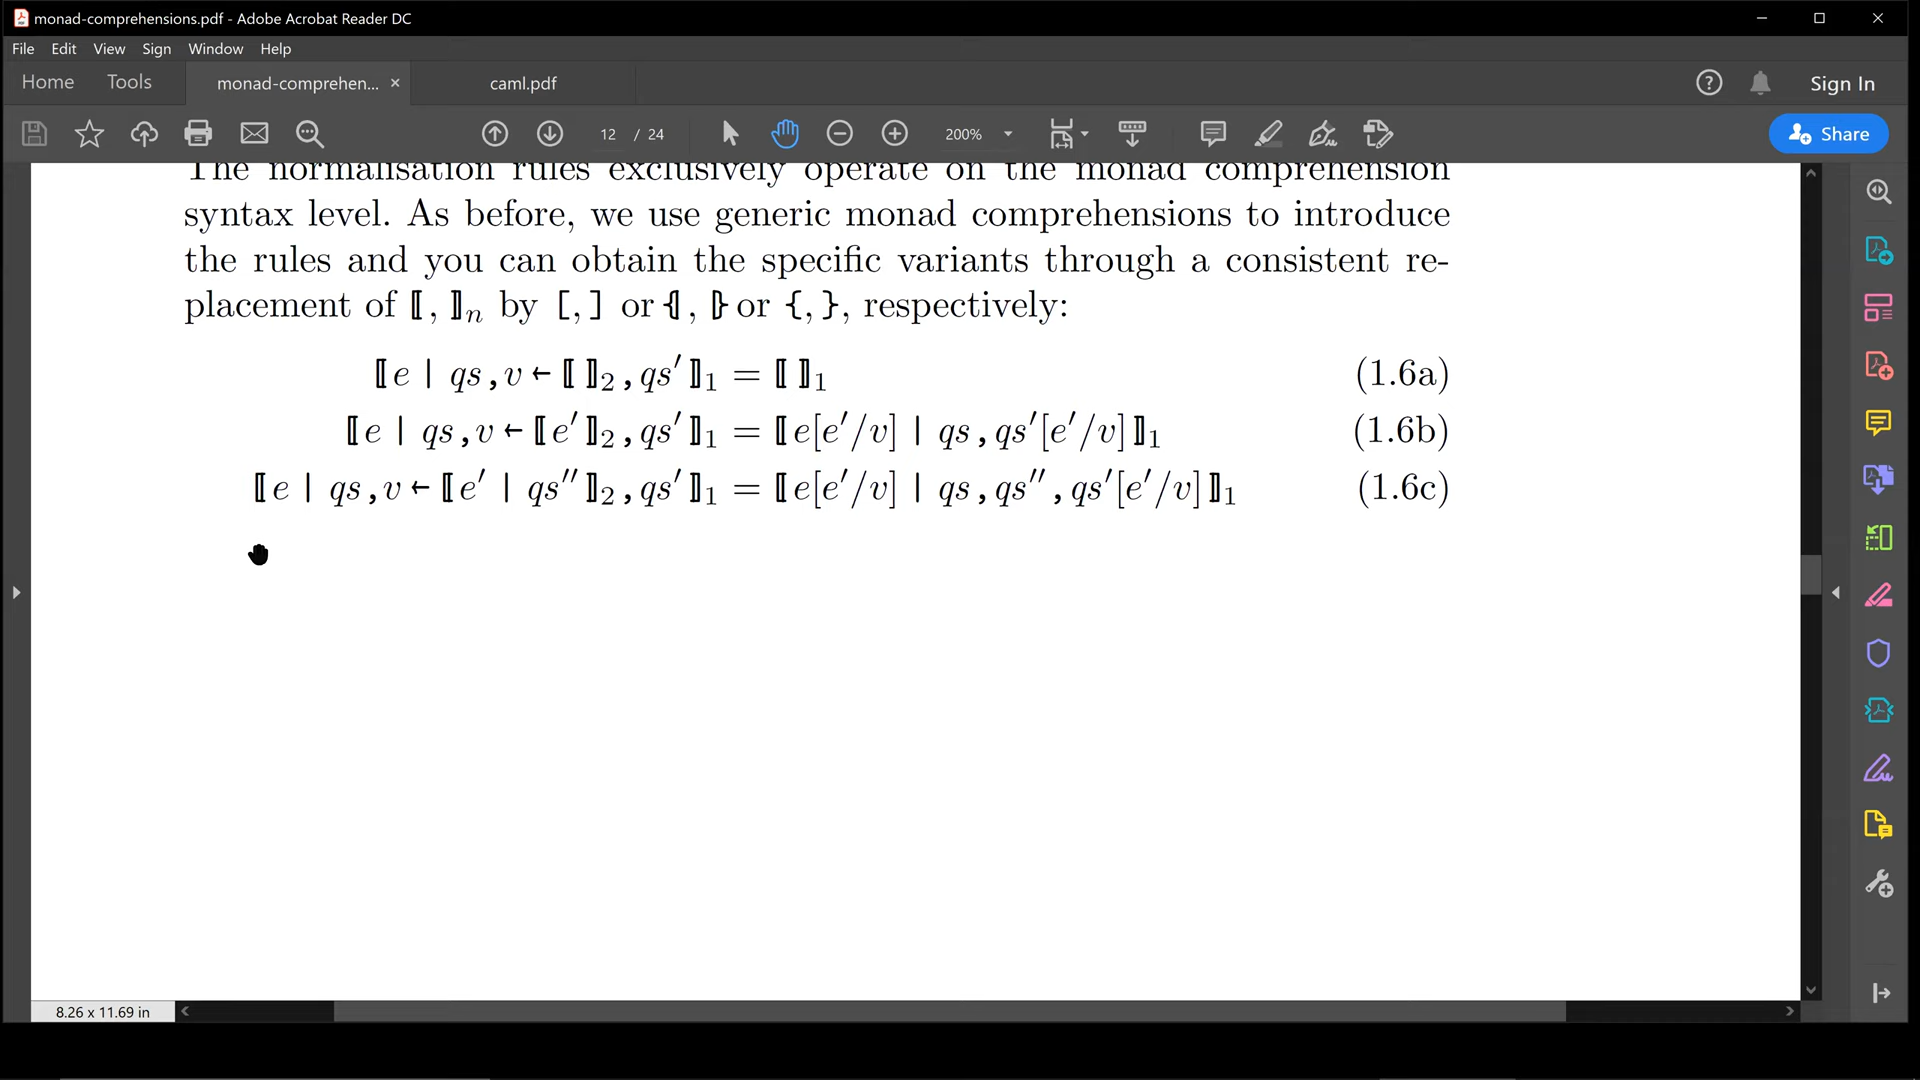 monad-comprehensions.pdf - Adobe Acrobat Reader DC
File Edit View Sign Window Help
Home Tools monad-comprehen... × caml.pdf Sign In
12 / 24 200% Share
The normalisation rules exclusively operate on the monad comprehension
syntax level. As before, we use generic monad comprehensions to introduce
the rules and you can obtain the specific variants through a consistent re-
placement of ⟦, ⟧ₙ by [,] or ⦃, ⦄ or {,}, respectively:
⟦e | qs, v ← ⟦ ⟧₂, qs′⟧₁ = ⟦ ⟧₁ (1.6a)
⟦e | qs, v ← ⟦e′⟧₂, qs′⟧₁ = ⟦e[e′/v] | qs, qs′[e′/v]⟧₁ (1.6b)
⟦e | qs, v ← ⟦e′ | qs″⟧₂, qs′⟧₁ = ⟦e[e′/v] | qs, qs″, qs′[e′/v]⟧₁ (1.6c)
8.26 x 11.69 in